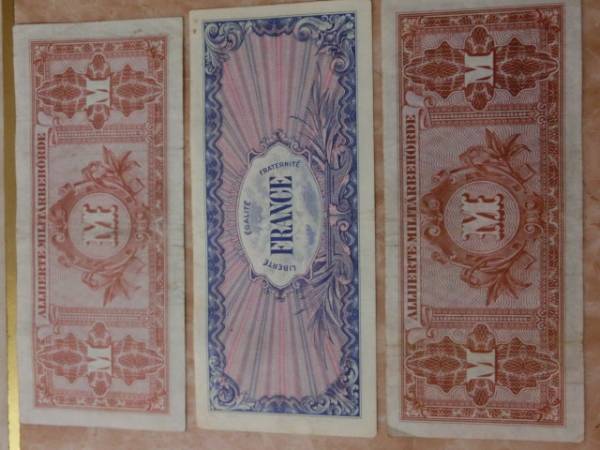 ALLIIERTE MILITÄRBEHÖRDE
M
M
M
LIBERTÉ
ÉGALITÉ
FRATERNITÉ
FRANCE
ALLIIERTE MILITÄRBEHÖRDE
M
M
M